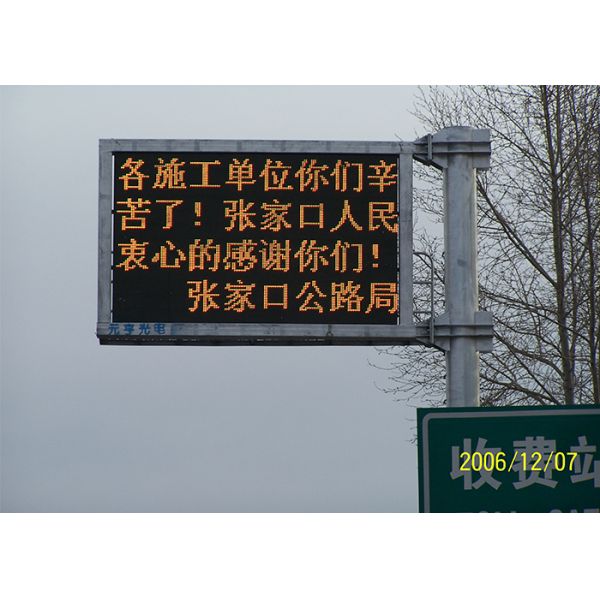 各施工单位你们辛
苦了！张家口人民
衷心的感谢你们！
张家口公路局
元亨光电
收费站
2006/12/07